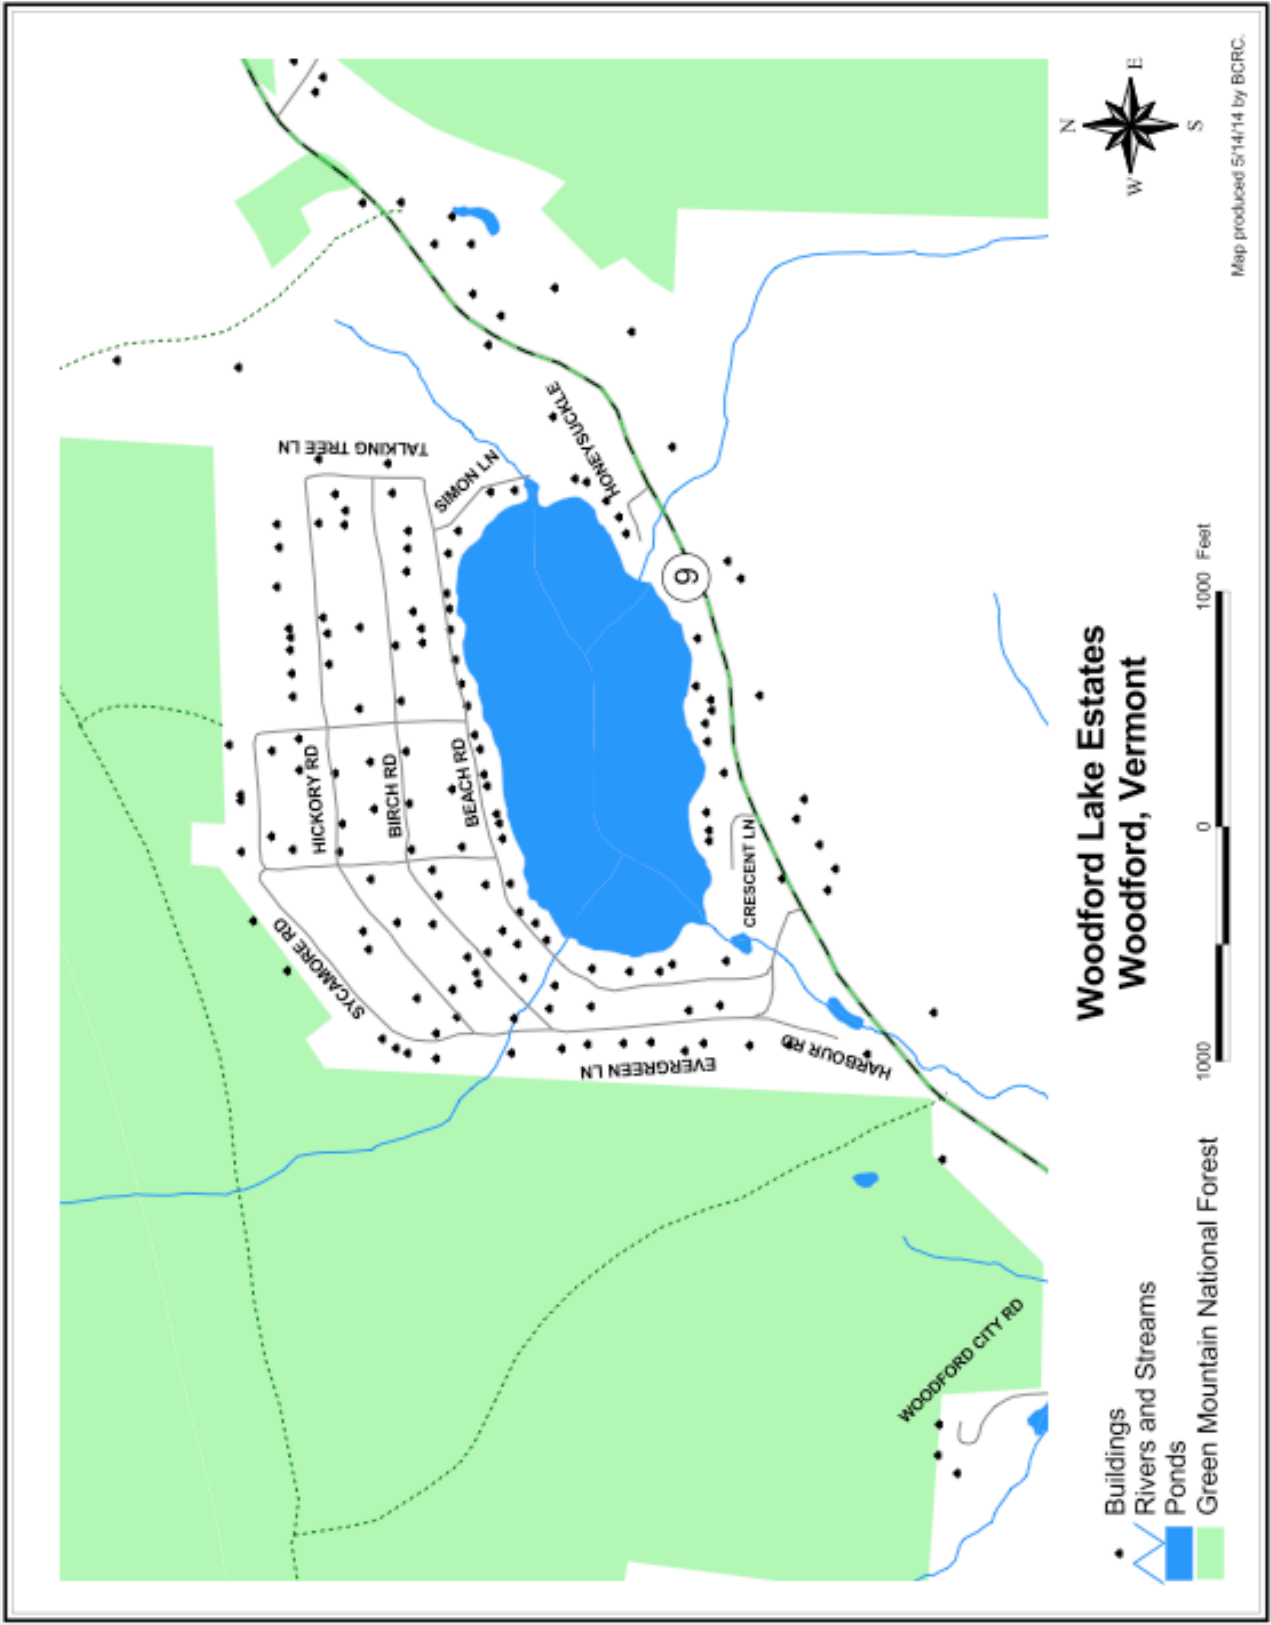 TALKING TREE LN
SIMON LN
HONEYSUCKLE
HICKORY RD
BIRCH RD
BEACH RD
9
CRESCENT LN
SYCAMORE RD
EVERGREEN LN
HARBOUR RD
WOODFORD CITY RD
Woodford Lake Estates
Woodford, Vermont
1000 0 1000 Feet
Buildings
Rivers and Streams
Ponds
Green Mountain National Forest
N
E
S
W
Map produced 5/14/14 by BCRC.